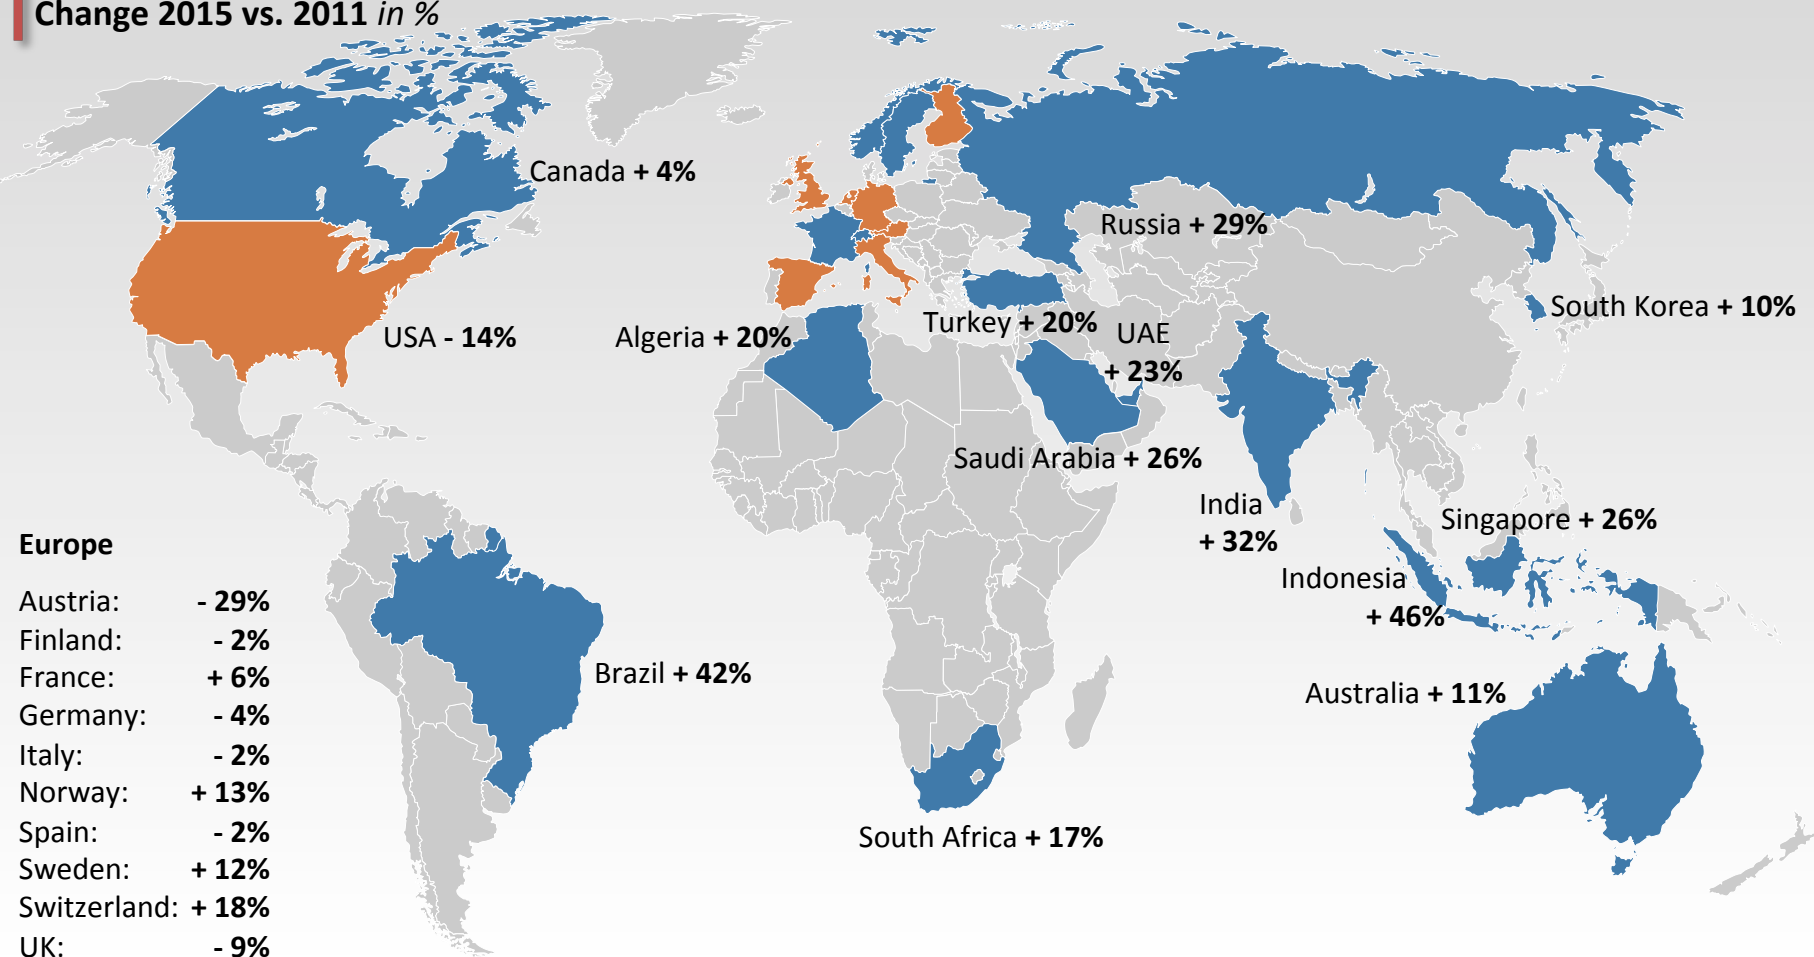 Change 2015 vs. 2011 in %
Canada + 4%
Russia + 29%
South Korea + 10%
USA - 14%
Algeria + 20%
Turkey + 20%
UAE
+ 23%
Saudi Arabia + 26%
India
+ 32%
Singapore + 26%
Indonesia
+ 46%
Brazil + 42%
Australia + 11%
South Africa + 17%
Europe
Austria: - 29%
Finland: - 2%
France: + 6%
Germany: - 4%
Italy: - 2%
Norway: + 13%
Spain: - 2%
Sweden: + 12%
Switzerland: + 18%
UK: - 9%